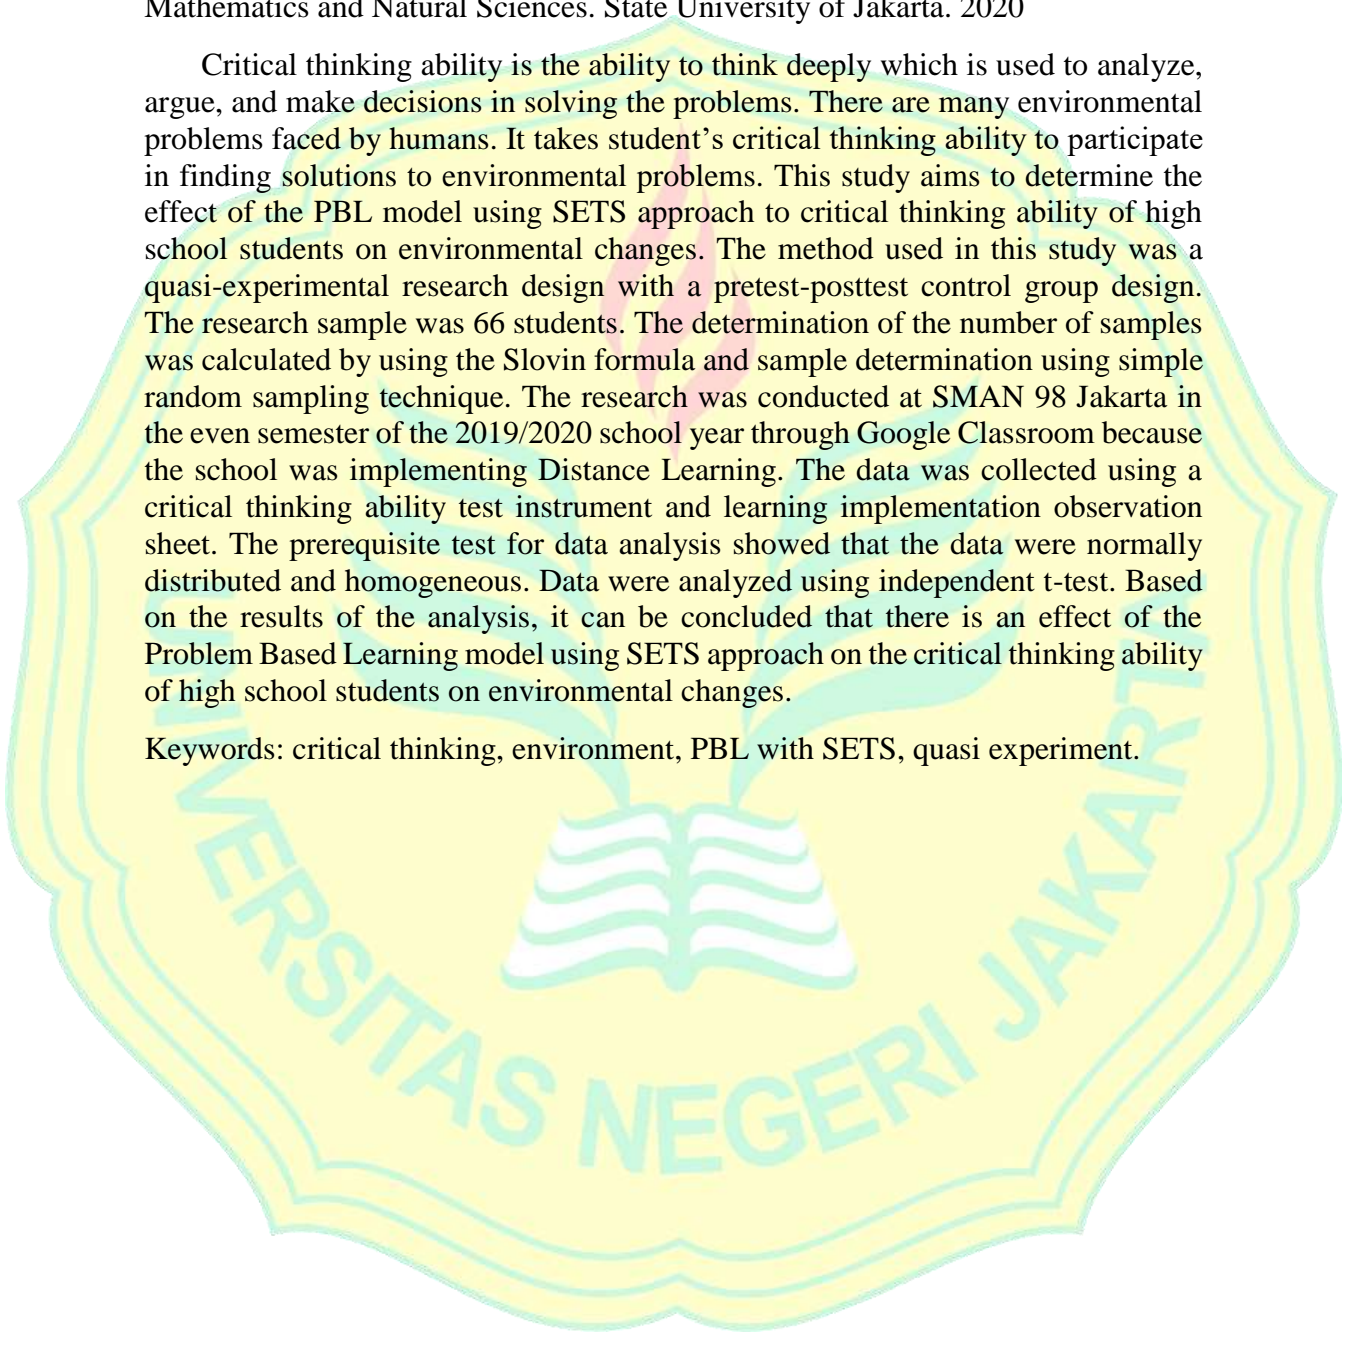 Mathematics and Natural Sciences. State University of Jakarta. 2020
Critical thinking ability is the ability to think deeply which is used to analyze,
argue, and make decisions in solving the problems. There are many environmental
problems faced by humans. It takes student’s critical thinking ability to participate
in finding solutions to environmental problems. This study aims to determine the
effect of the PBL model using SETS approach to critical thinking ability of high
school students on environmental changes. The method used in this study was a
quasi-experimental research design with a pretest-posttest control group design.
The research sample was 66 students. The determination of the number of samples
was calculated by using the Slovin formula and sample determination using simple
random sampling technique. The research was conducted at SMAN 98 Jakarta in
the even semester of the 2019/2020 school year through Google Classroom because
the school was implementing Distance Learning. The data was collected using a
critical thinking ability test instrument and learning implementation observation
sheet. The prerequisite test for data analysis showed that the data were normally
distributed and homogeneous. Data were analyzed using independent t-test. Based
on the results of the analysis, it can be concluded that there is an effect of the
Problem Based Learning model using SETS approach on the critical thinking ability
of high school students on environmental changes.
Keywords: critical thinking, environment, PBL with SETS, quasi experiment.
UNIVERSITAS NEGERI JAKARTA